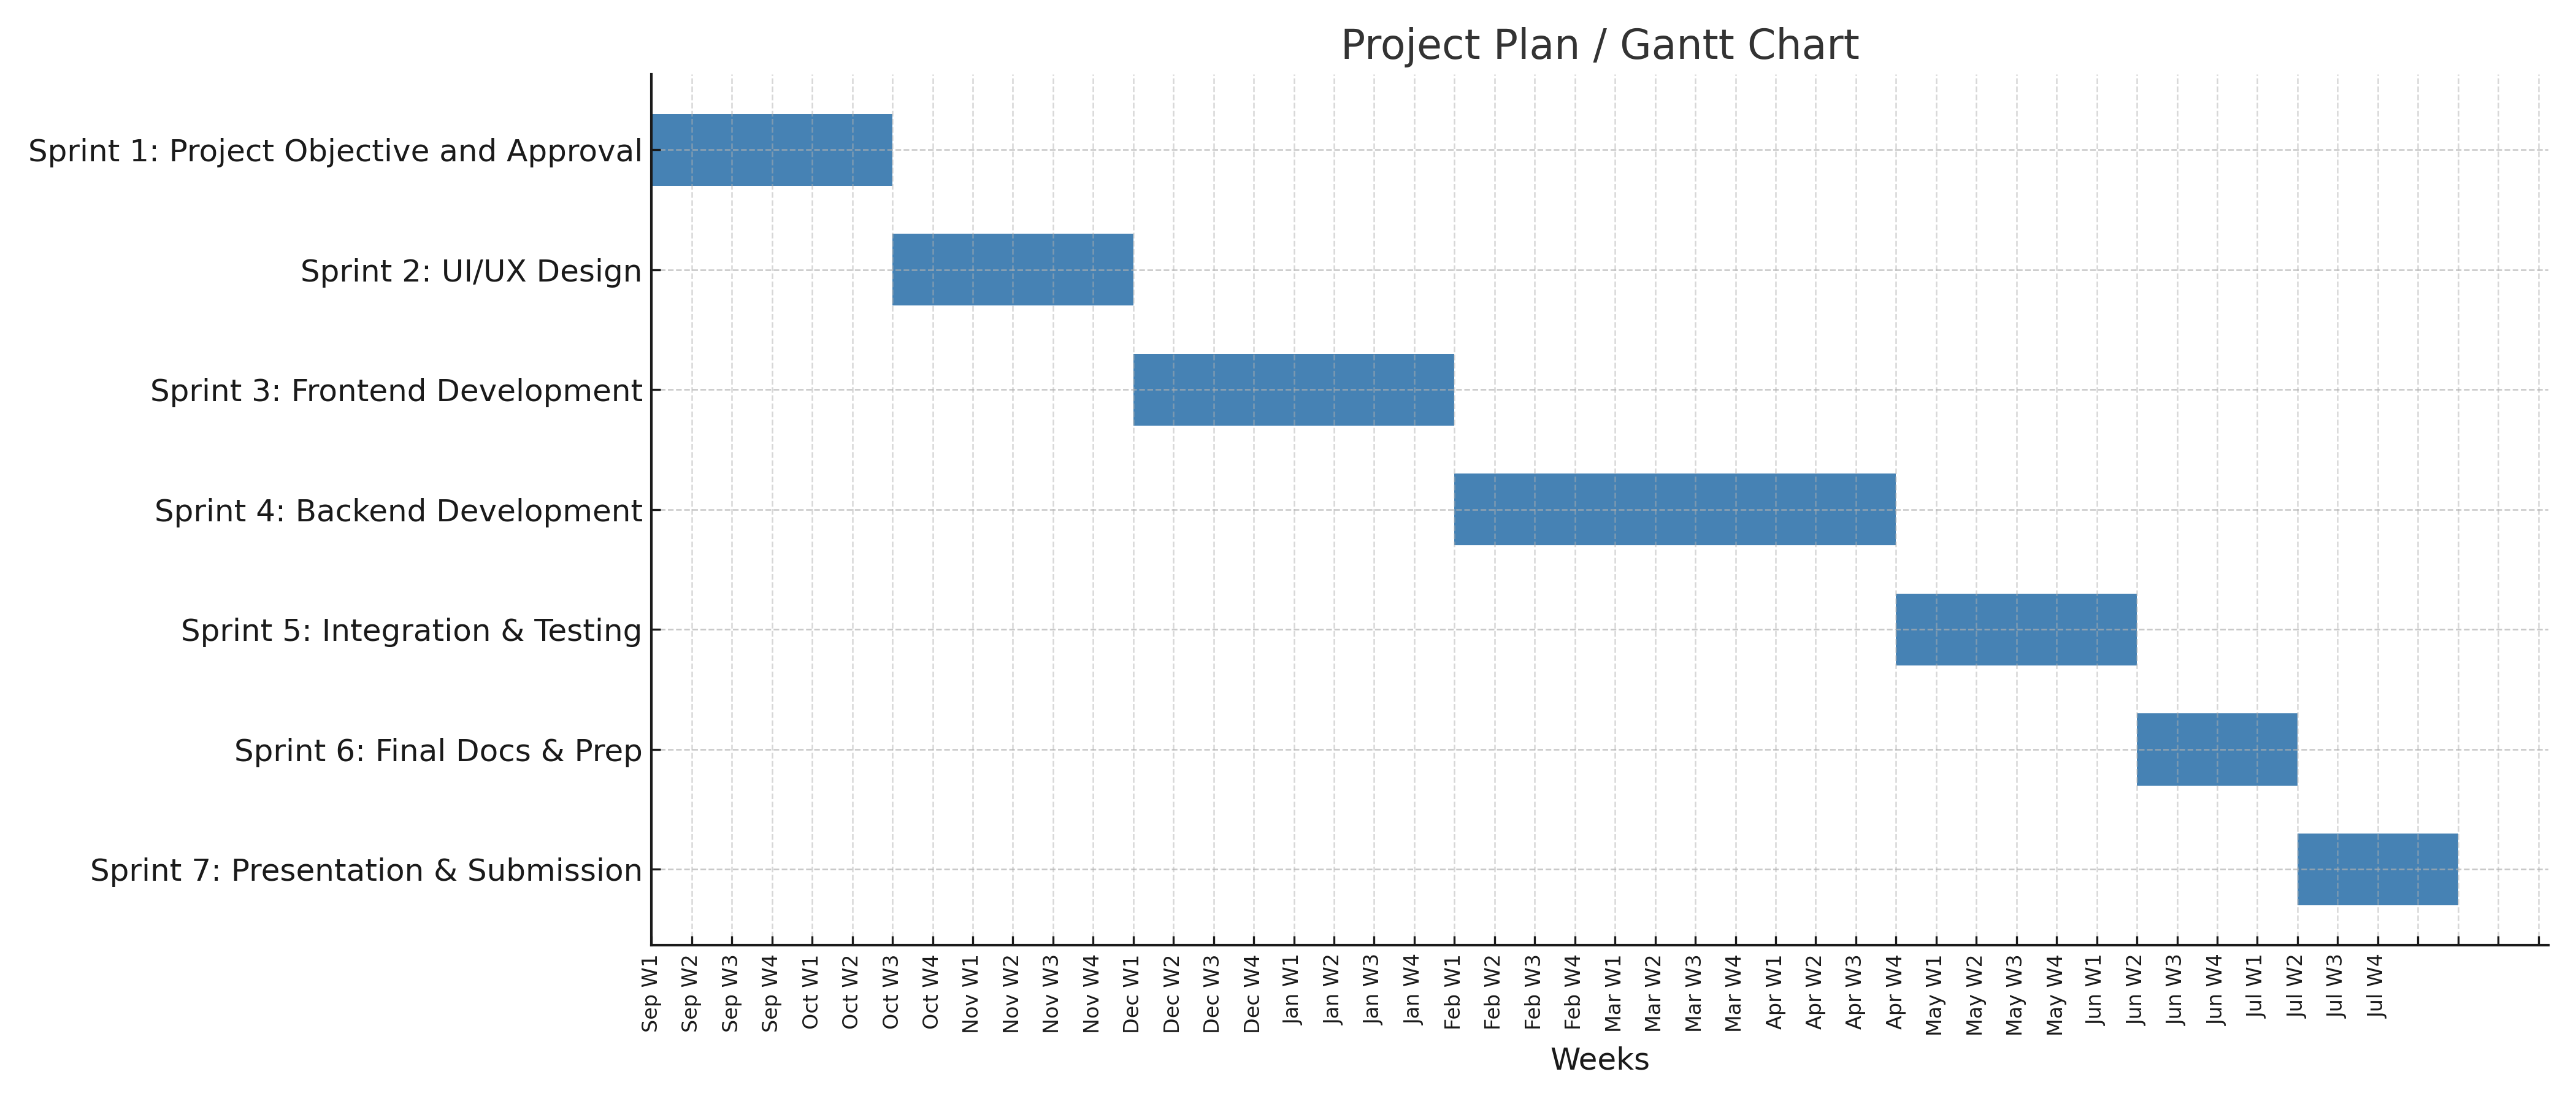 Project Plan / Gantt Chart
Sprint 1: Project Objective and Approval
Sprint 2: UI/UX Design
Sprint 3: Frontend Development
Sprint 4: Backend Development
Sprint 5: Integration & Testing
Sprint 6: Final Docs & Prep
Sprint 7: Presentation & Submission
Sep W1
Sep W2
Sep W3
Sep W4
Oct W1
Oct W2
Oct W3
Oct W4
Nov W1
Nov W2
Nov W3
Nov W4
Dec W1
Dec W2
Dec W3
Dec W4
Jan W1
Jan W2
Jan W3
Jan W4
Feb W1
Feb W2
Feb W3
Feb W4
Mar W1
Mar W2
Mar W3
Mar W4
Apr W1
Apr W2
Apr W3
Apr W4
May W1
May W2
May W3
May W4
Jun W1
Jun W2
Jun W3
Jun W4
Jul W1
Jul W2
Jul W3
Jul W4
Weeks